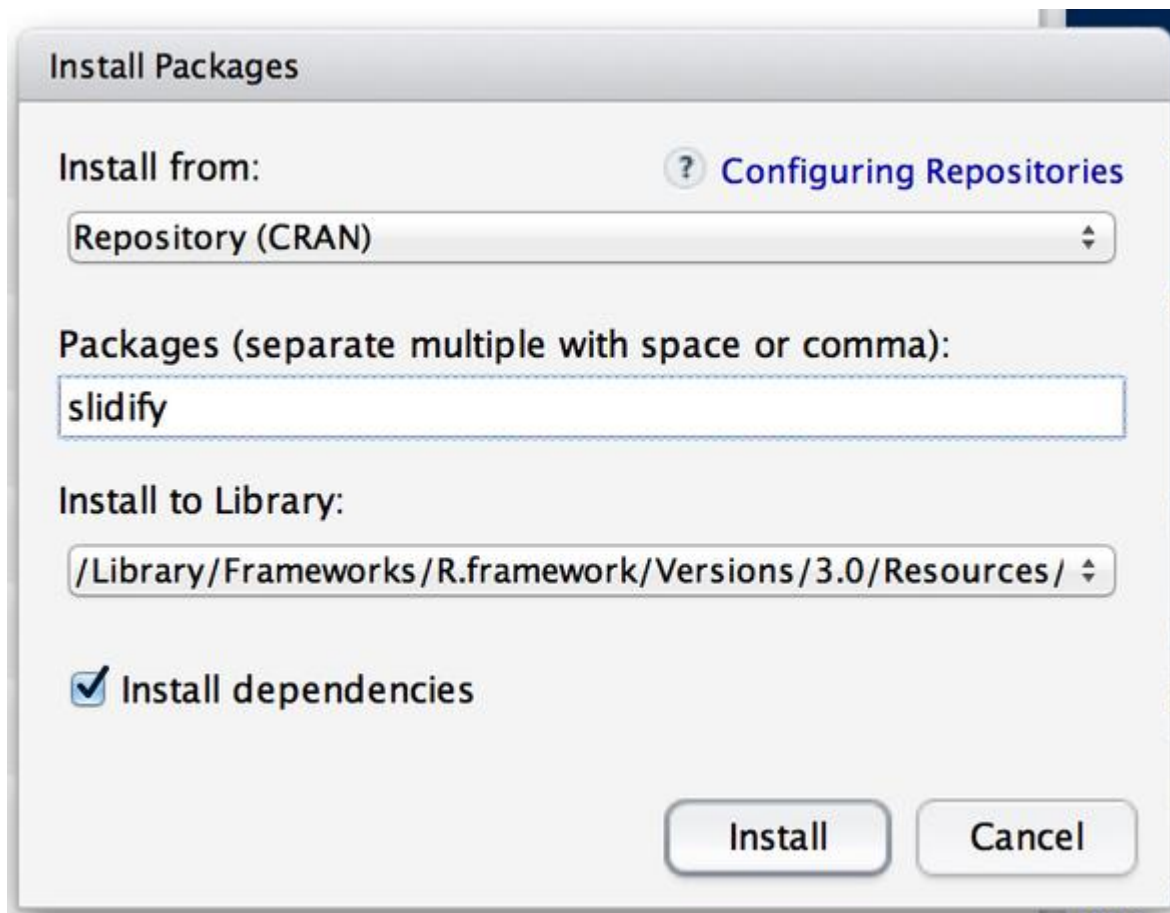 Install Packages
Install from:
? Configuring Repositories
Repository (CRAN)
Packages (separate multiple with space or comma):
slidify
Install to Library:
/Library/Frameworks/R.framework/Versions/3.0/Resources/
Install dependencies
Install
Cancel